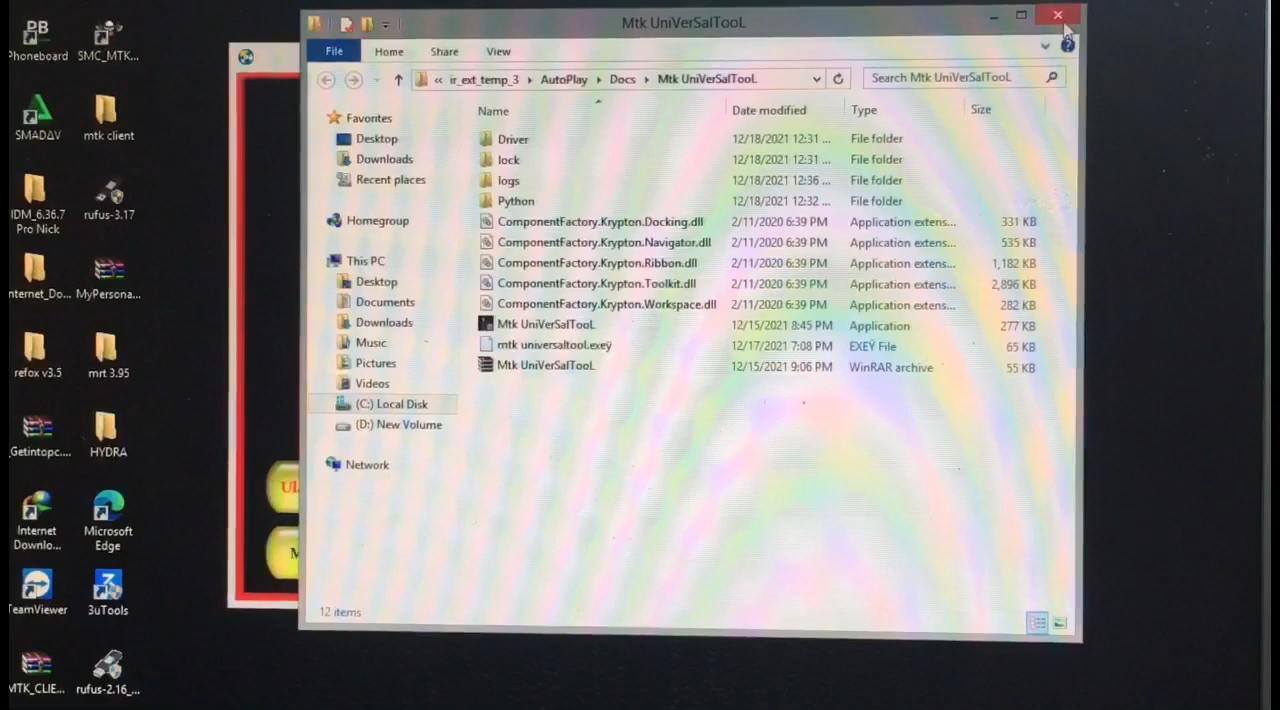 Phoneboard
SMC_MTK...
SMADAV
mtk client
IDM_6.36.7
Pro Nick
rufus-3.17
nternet_Do...
MyPersona...
refox v3.5
mrt 3.95
Getintopc....
HYDRA
Internet
Downlo...
Microsoft
Edge
TeamViewer
3uTools
MTK_CLIE...
rufus-2.16_...
Mtk UniVerSalTooL
File
Home
Share
View
« ir_ext_temp_3 AutoPlay Docs Mtk UniVerSalTooL
Search Mtk UniVerSalTooL
Favorites
Desktop
Downloads
Recent places
Homegroup
This PC
Desktop
Documents
Downloads
Music
Pictures
Videos
(C:) Local Disk
(D:) New Volume
Network
Name Date modified Type Size
Driver 12/18/2021 12:31 ... File folder
lock 12/18/2021 12:31 ... File folder
logs 12/18/2021 12:36 ... File folder
Python 12/18/2021 12:32 ... File folder
ComponentFactory.Krypton.Docking.dll 2/11/2020 6:39 PM Application extens... 331 KB
ComponentFactory.Krypton.Navigator.dll 2/11/2020 6:39 PM Application extens... 535 KB
ComponentFactory.Krypton.Ribbon.dll 2/11/2020 6:39 PM Application extens... 1,182 KB
ComponentFactory.Krypton.Toolkit.dll 2/11/2020 6:39 PM Application extens... 2,896 KB
ComponentFactory.Krypton.Workspace.dll 2/11/2020 6:39 PM Application extens... 282 KB
Mtk UniVerSalTooL 12/15/2021 8:45 PM Application 277 KB
mtk universaltool.exeÿ 12/17/2021 7:08 PM EXEŸ File 65 KB
Mtk UniVerSalTooL 12/15/2021 9:06 PM WinRAR archive 55 KB
12 items